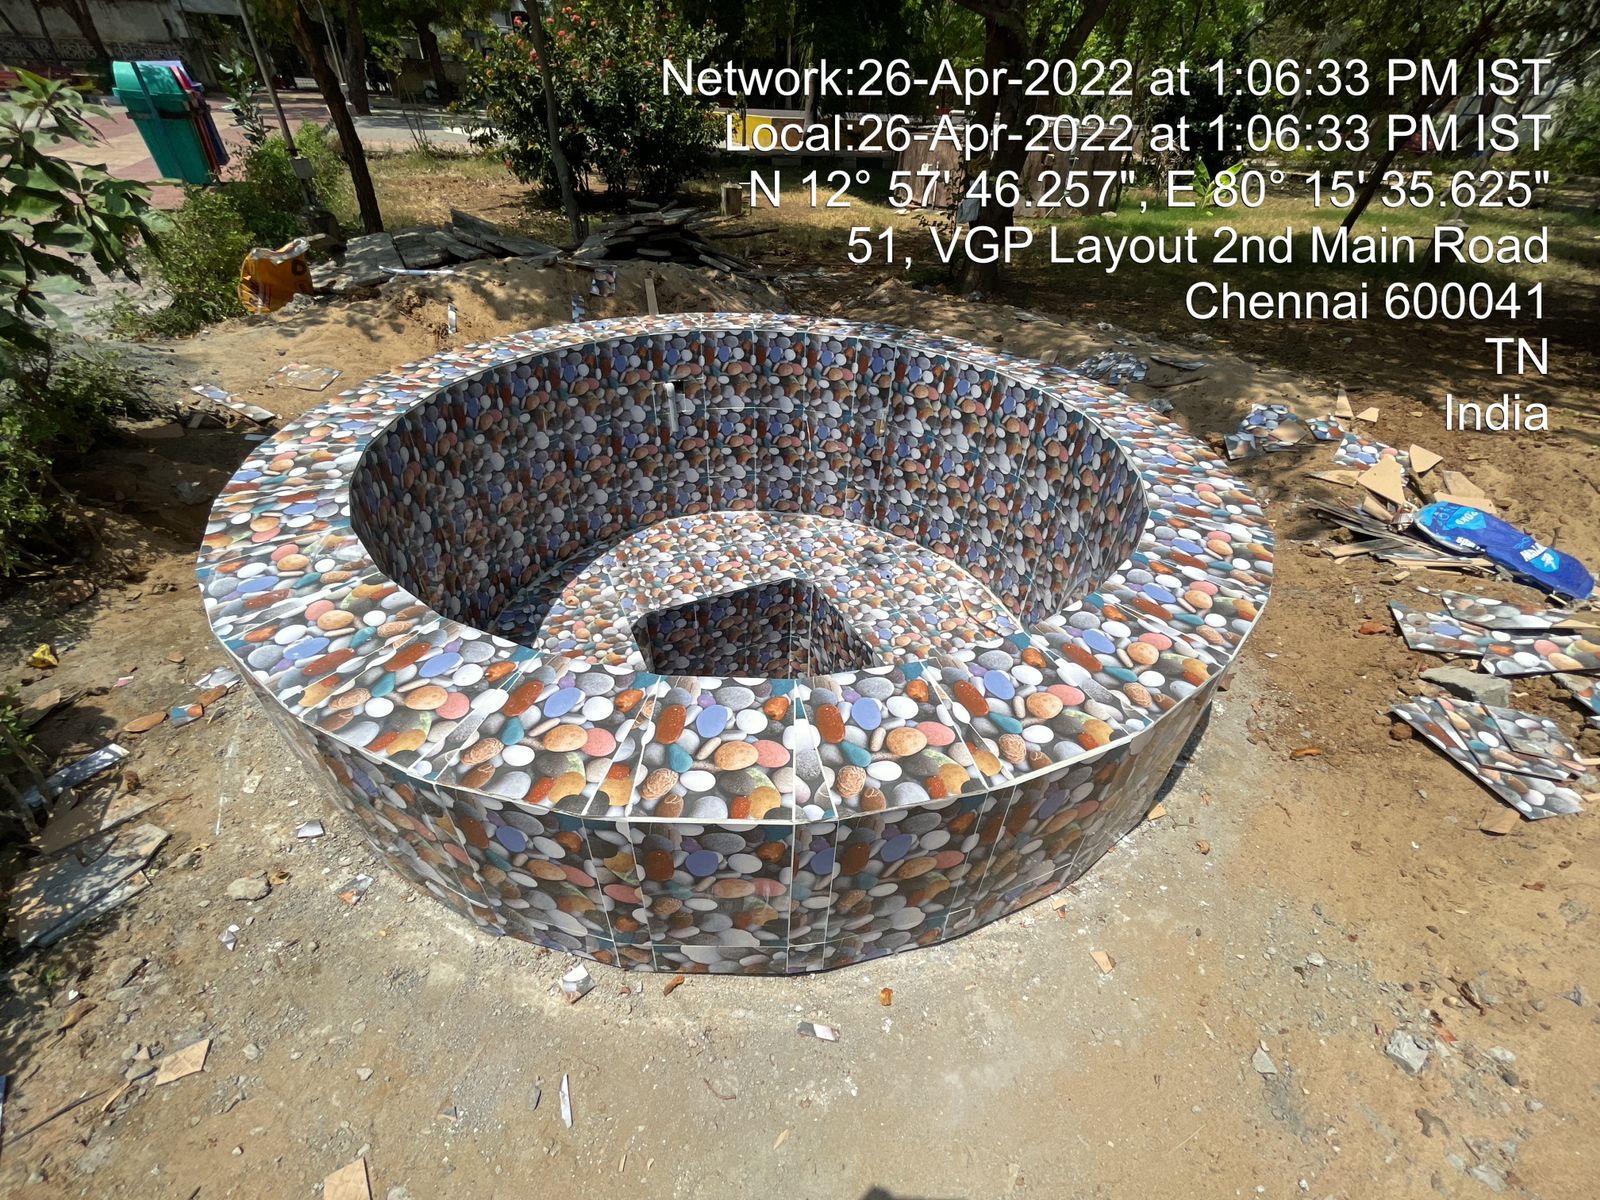 Network:26-Apr-2022 at 1:06:33 PM IST
Local:26-Apr-2022 at 1:06:33 PM IST
N 12° 57' 46.257", E 80° 15' 35.625"
51, VGP Layout 2nd Main Road
Chennai 600041
TN
India